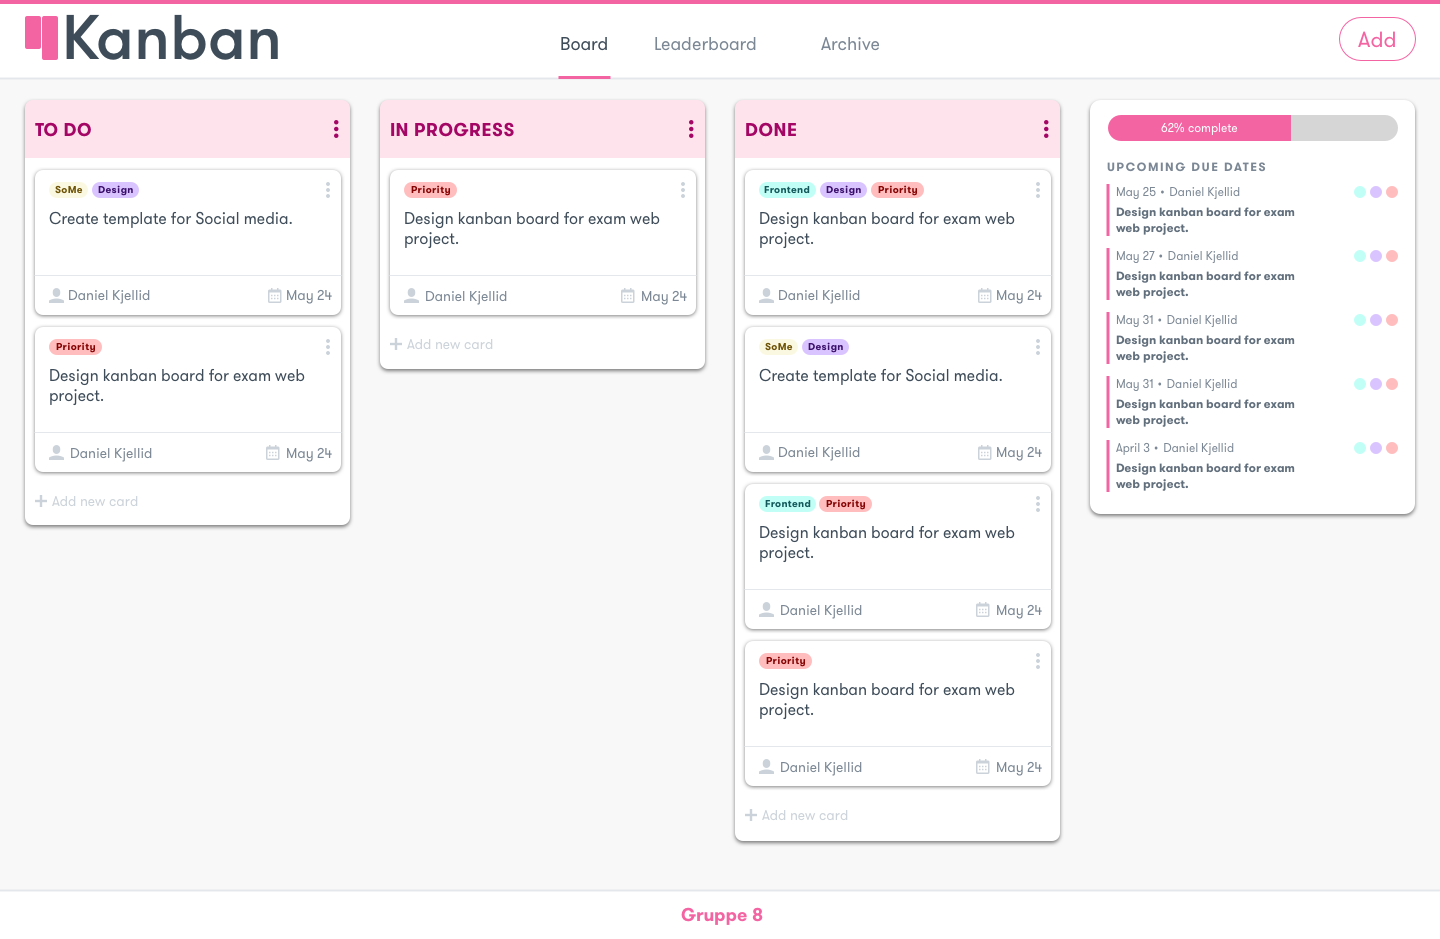 Kanban
Board
Leaderboard
Archive
Add
TO DO
SoMe
Design
Create template for Social media.
Daniel Kjellid
May 24
Priority
Design kanban board for exam web
project.
Daniel Kjellid
May 24
Add new card
IN PROGRESS
Priority
Design kanban board for exam web
project.
Daniel Kjellid
May 24
Add new card
DONE
Frontend
Design
Priority
Design kanban board for exam web
project.
Daniel Kjellid
May 24
SoMe
Design
Create template for Social media.
Daniel Kjellid
May 24
Frontend
Priority
Design kanban board for exam web
project.
Daniel Kjellid
May 24
Priority
Design kanban board for exam web
project.
Daniel Kjellid
May 24
Add new card
62% complete
UPCOMING DUE DATES
May 25 • Daniel Kjellid
Design kanban board for exam
web project.
May 27 • Daniel Kjellid
Design kanban board for exam
web project.
May 31 • Daniel Kjellid
Design kanban board for exam
web project.
May 31 • Daniel Kjellid
Design kanban board for exam
web project.
April 3 • Daniel Kjellid
Design kanban board for exam
web project.
Gruppe 8